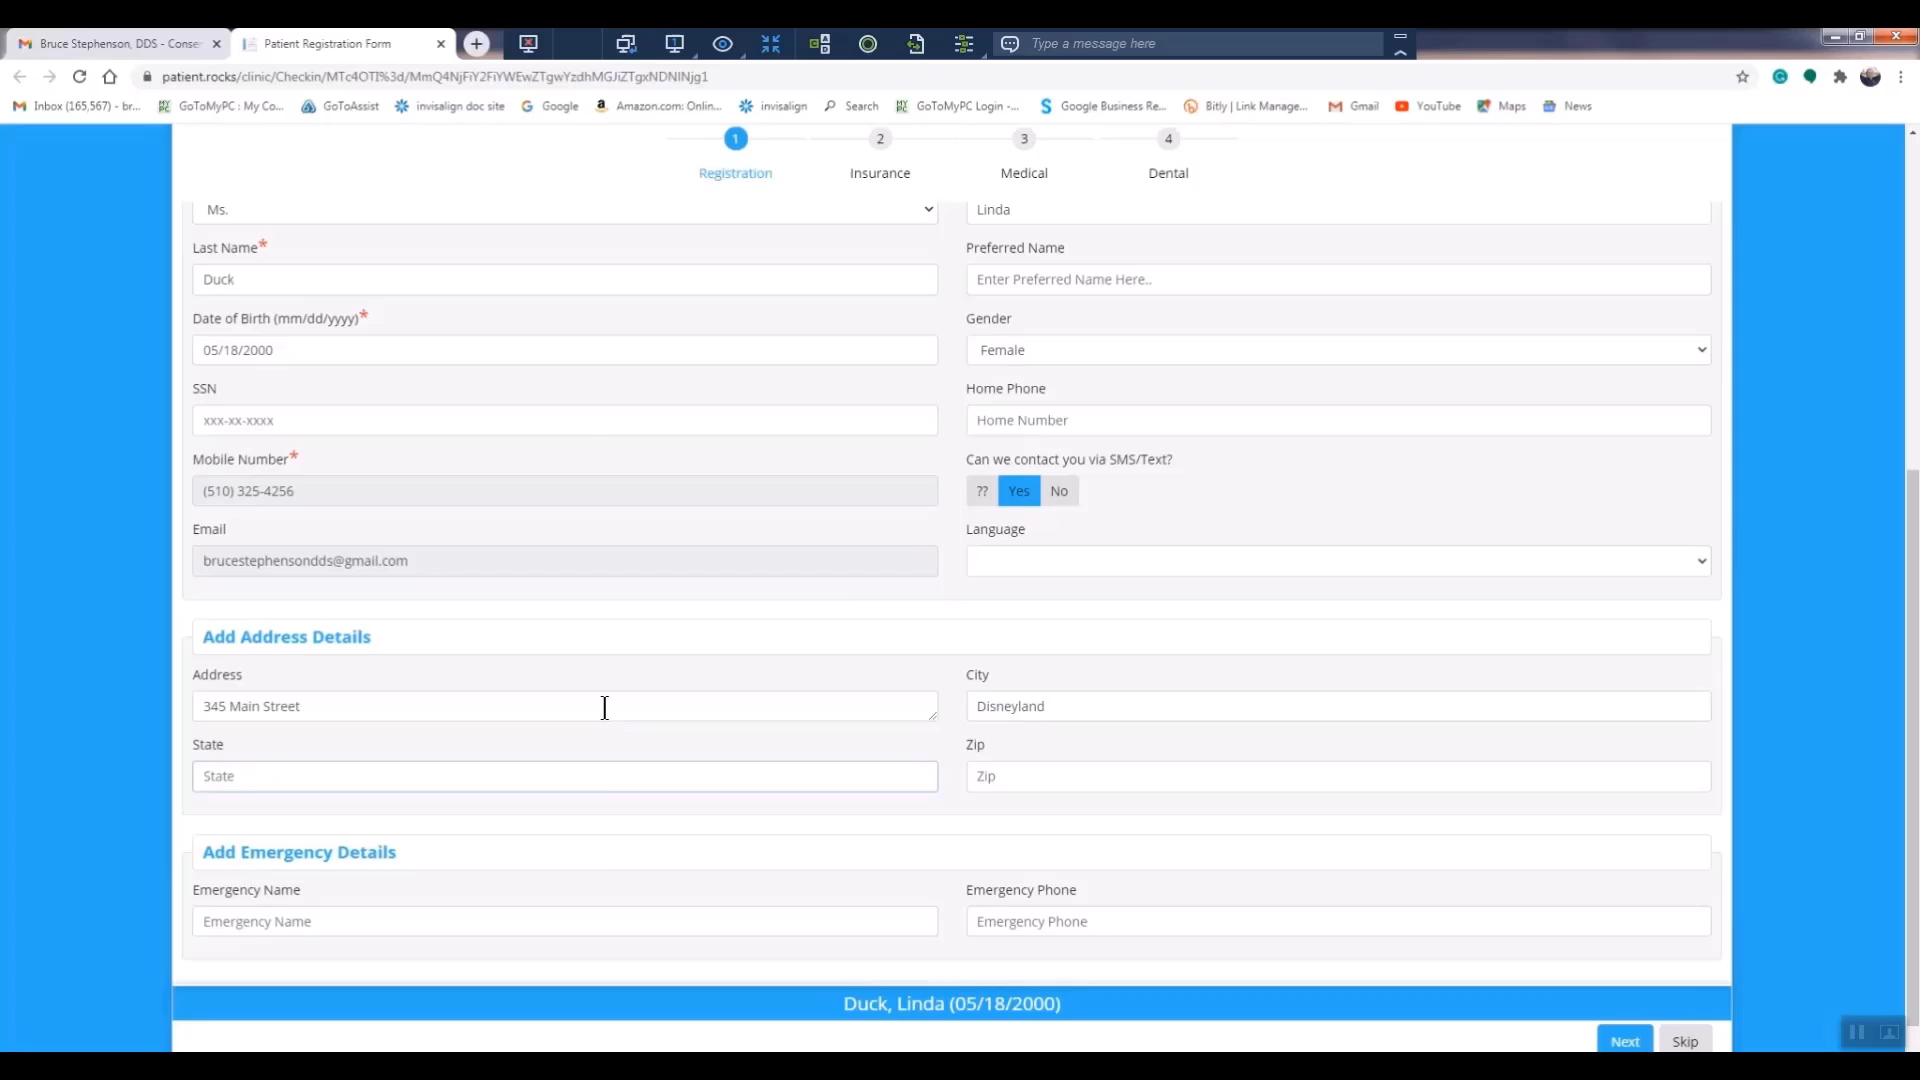 Bruce Stephenson, DDS - Conse
Patient Registration Form
Type a message here
patient.rocks/clinic/Checkin/MTc4OTI%3d/MmQ4NjFiY2FiYWEwZTgwYzdhMGJiZTgxNDNlNjg1
Inbox (165,567) - br...
GoToMyPC : My Co...
GoToAssist
invisalign doc site
Google
Amazon.com: Onlin...
invisalign
Search
GoToMyPC Login -...
Google Business Re...
Bitly | Link Manage...
Gmail
YouTube
Maps
News
1
2
3
4
Registration
Insurance
Medical
Dental
Ms.
Linda
Last Name*
Preferred Name
Duck
Enter Preferred Name Here..
Date of Birth (mm/dd/yyyy)*
Gender
05/18/2000
Female
SSN
Home Phone
xxx-xx-xxxx
Home Number
Mobile Number*
Can we contact you via SMS/Text?
(510) 325-4256
?? Yes No
Email
Language
brucestephensondds@gmail.com
Add Address Details
Address
City
345 Main Street
Disneyland
State
Zip
State
Zip
Add Emergency Details
Emergency Name
Emergency Phone
Emergency Name
Emergency Phone
Duck, Linda (05/18/2000)
Next
Skip